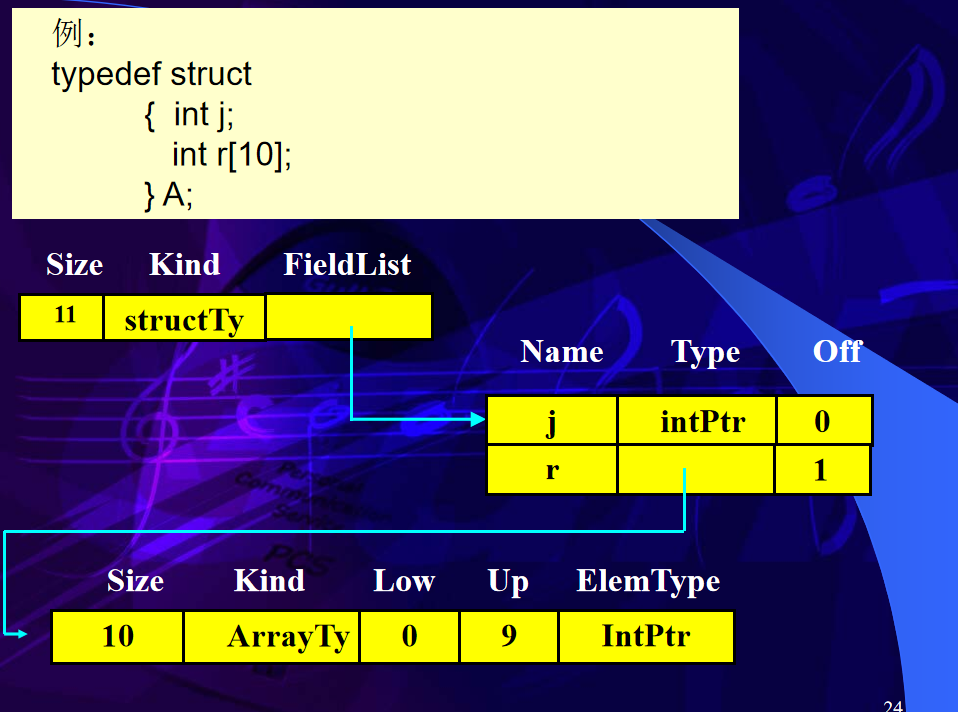 例：
typedef struct
{ int j;
int r[10];
} A;
Size Kind FieldList
11 structTy
Name Type Off
j intPtr 0
r 1
Size Kind Low Up ElemType
10 ArrayTy 0 9 IntPtr
24